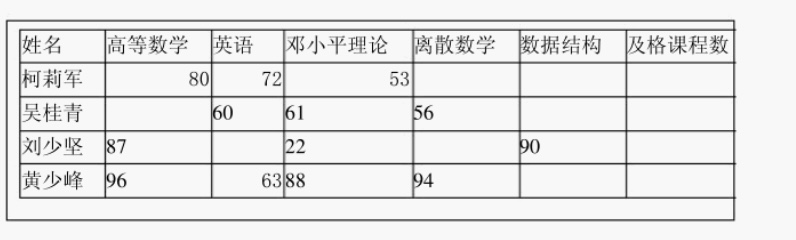 姓名 高等数学 英语 邓小平理论 离散数学 数据结构 及格课程数
柯莉军 80 72 53
吴桂青 60 61 56
刘少坚 87 22 90
黄少峰 96 63 88 94